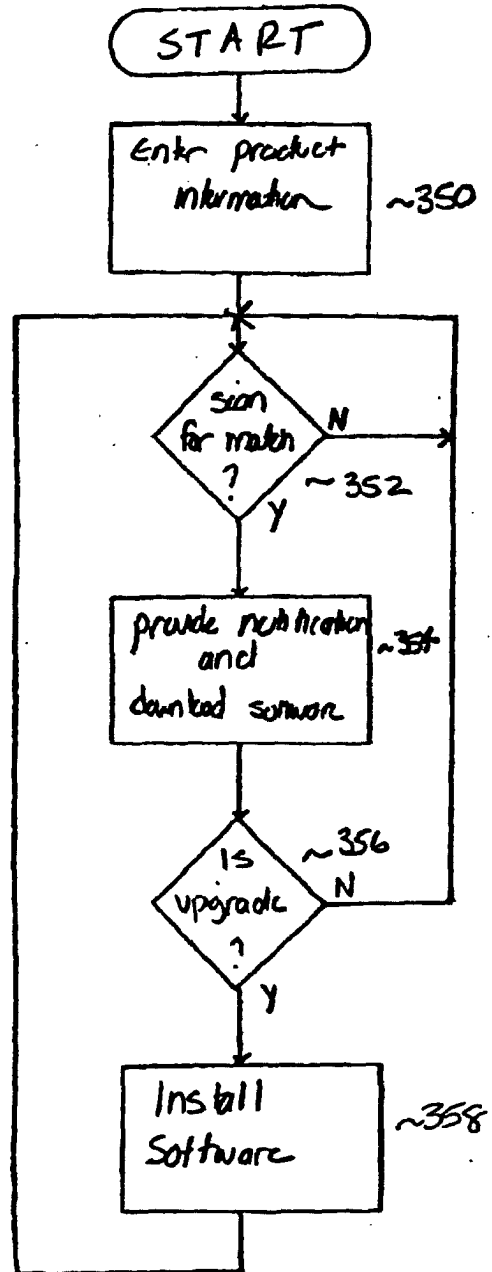 START
Enter product
information
~350
scan
for match
?
N
~352
Y
provide notification
and
download software
~354
~356
Is
upgrade
?
N
Y
Install
Software
~358